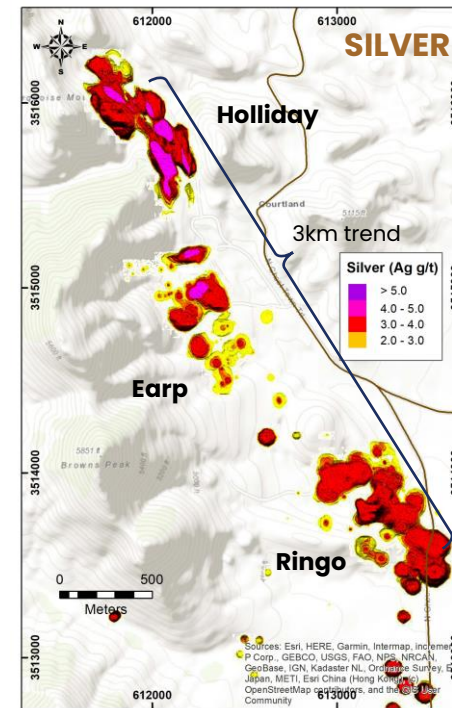 612000
613000
SILVER
N
W E
S
3516000
Holliday
Courtland
3km trend
Silver (Ag g/t)
> 5.0
4.0 - 5.0
3.0 - 4.0
2.0 - 3.0
3515000
Earp
5851 ft
Browns Peak
3514000
Ringo
0 500
Meters
3513000
Sources: Esri, HERE, Garmin, Intermap, increment
P Corp., GEBCO, USGS, FAO, NPS, NRCAN,
GeoBase, IGN, Kadaster NL, Ordnance Survey, E
Japan, METI, Esri China (Hong Kong), (c)
OpenStreetMap contributors, and the GIS User
Community
612000
613000